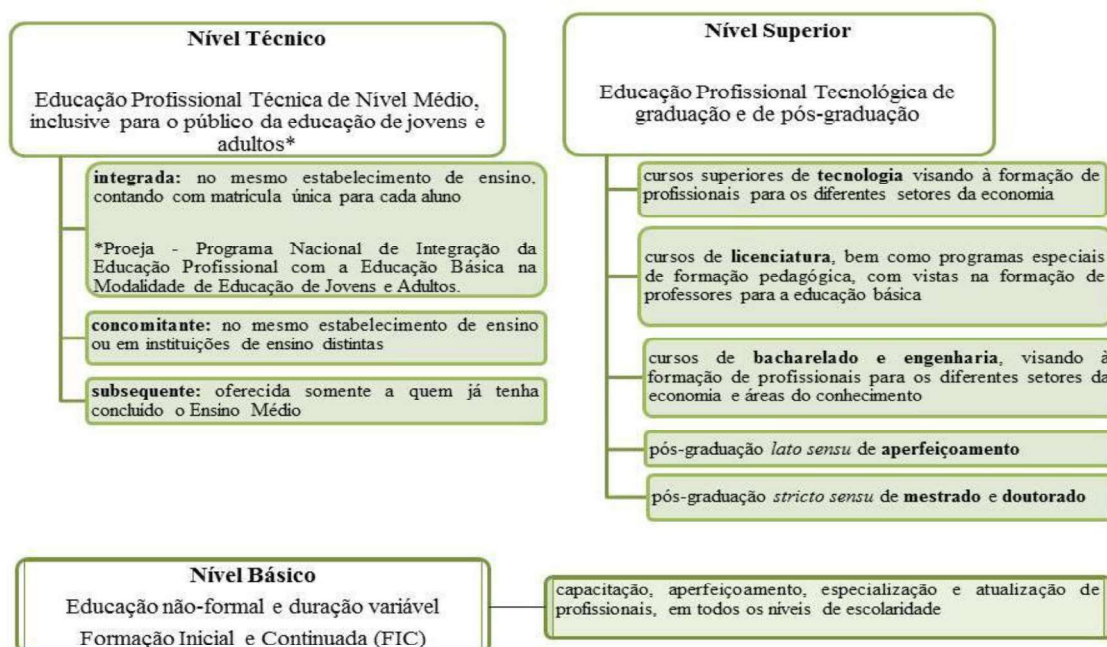 Nível Técnico
Educação Profissional Técnica de Nível Médio,
inclusive para o público da educação de jovens e
adultos*
integrada: no mesmo estabelecimento de ensino,
contando com matricula única para cada aluno
*Proeja - Programa Nacional de Integração da
Educação Profissional com a Educação Básica na
Modalidade de Educação de Jovens e Adultos.
concomitante: no mesmo estabelecimento de ensino
ou em instituições de ensino distintas
subsequente: oferecida somente a quem já tenha
concluído o Ensino Médio
Nível Superior
Educação Profissional Tecnológica de
graduação e de pós-graduação
cursos superiores de tecnologia visando à formação de
profissionais para os diferentes setores da economia
cursos de licenciatura, bem como programas especiais
de formação pedagógica, com vistas na formação de
professores para a educação básica
cursos de bacharelado e engenharia, visando à
formação de profissionais para os diferentes setores da
economia e áreas do conhecimento
pós-graduação lato sensu de aperfeiçoamento
pós-graduação stricto sensu de mestrado e doutorado
Nível Básico
Educação não-formal e duração variável
Formação Inicial e Continuada (FIC)
capacitação, aperfeiçoamento, especialização e atualização de
profissionais, em todos os níveis de escolaridade